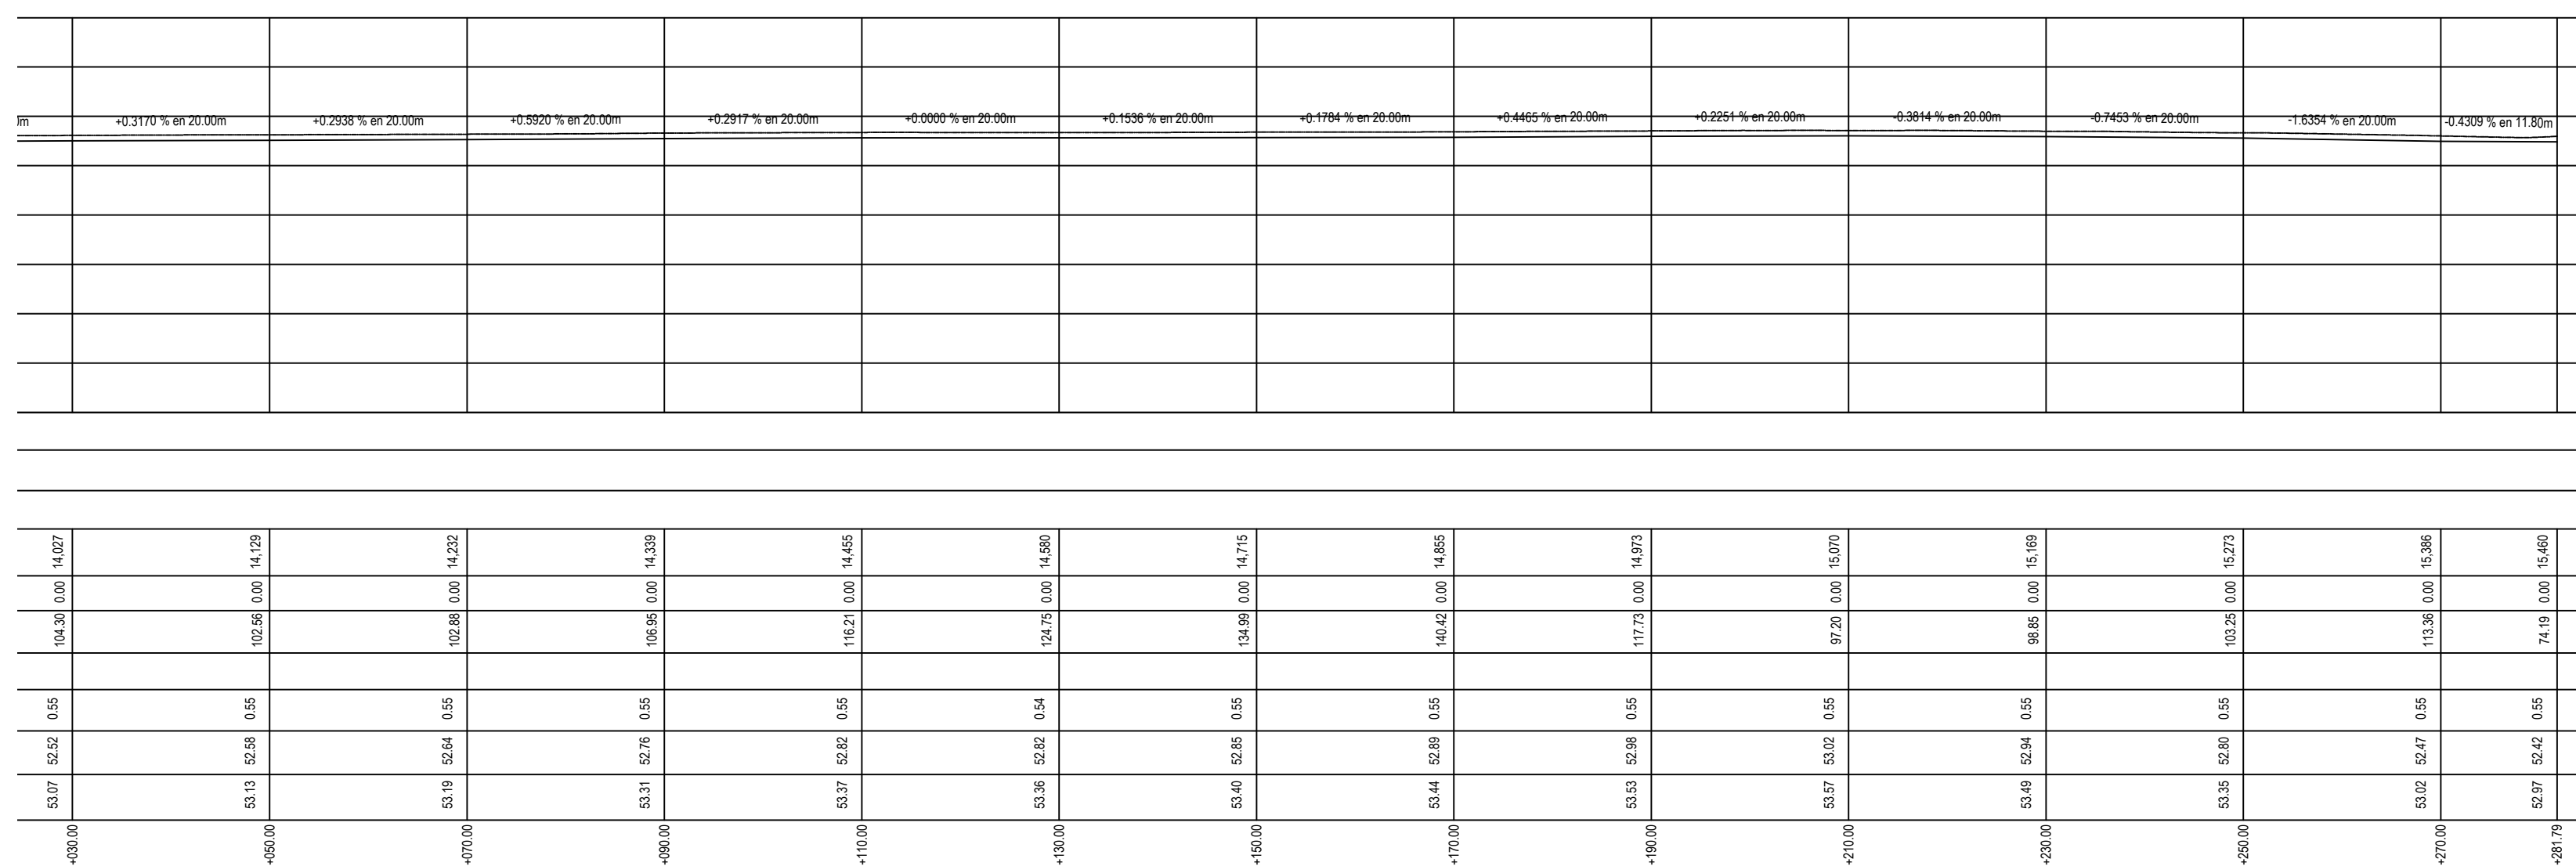 m +0.3170 % en 20.00m +0.2938 % en 20.00m +0.5920 % en 20.00m +0.2917 % en 20.00m +0.0000 % en 20.00m +0.1536 % en 20.00m +0.1784 % en 20.00m +0.4465 % en 20.00m +0.2251 % en 20.00m -0.3814 % en 20.00m -0.7453 % en 20.00m -1.6354 % en 20.00m -0.4309 % en 11.80m
14,027 14,129 14,232 14,339 14,455 14,580 14,715 14,855 14,973 15,070 15,169 15,273 15,386 15,460
0.00 0.00 0.00 0.00 0.00 0.00 0.00 0.00 0.00 0.00 0.00 0.00 0.00 0.00
104.30 102.56 102.88 106.95 116.21 124.75 134.99 140.42 117.73 97.20 98.85 103.25 113.36 74.19
0.55 0.55 0.55 0.55 0.55 0.54 0.55 0.55 0.55 0.55 0.55 0.55 0.55 0.55
52.52 52.58 52.64 52.76 52.82 52.82 52.85 52.89 52.98 53.02 52.94 52.80 52.47 52.42
53.07 53.13 53.19 53.31 53.37 53.36 53.40 53.44 53.53 53.57 53.49 53.35 53.02 52.97
+030.00 +050.00 +070.00 +090.00 +110.00 +130.00 +150.00 +170.00 +190.00 +210.00 +230.00 +250.00 +270.00 +281.79